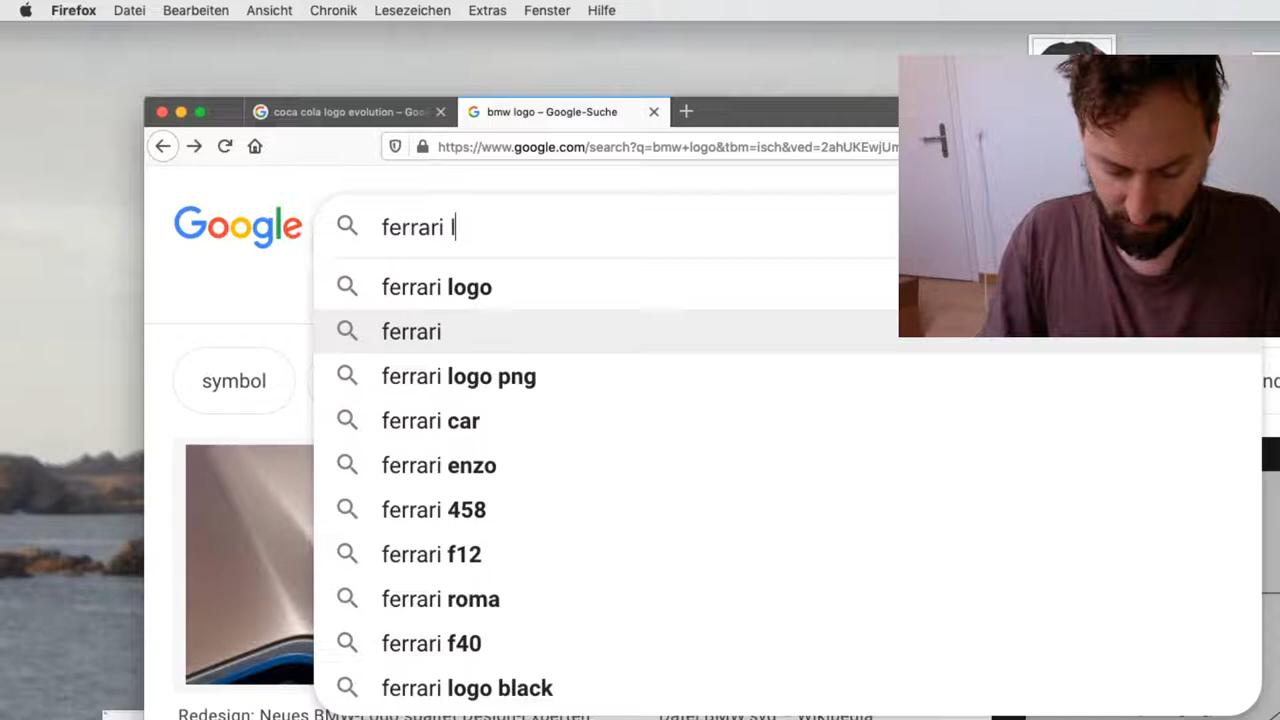 Firefox Datei Bearbeiten Ansicht Chronik Lesezeichen Extras Fenster Hilfe
coca cola logo evolution – Goo
bmw logo – Google-Suche
https://www.google.com/search?q=bmw+logo&tbm=isch&ved=2ahUKEwjUm
Google
ferrari l
ferrari logo
ferrari
ferrari logo png
symbol
ferrari car
ferrari enzo
ferrari 458
ferrari f12
ferrari roma
ferrari f40
ferrari logo black